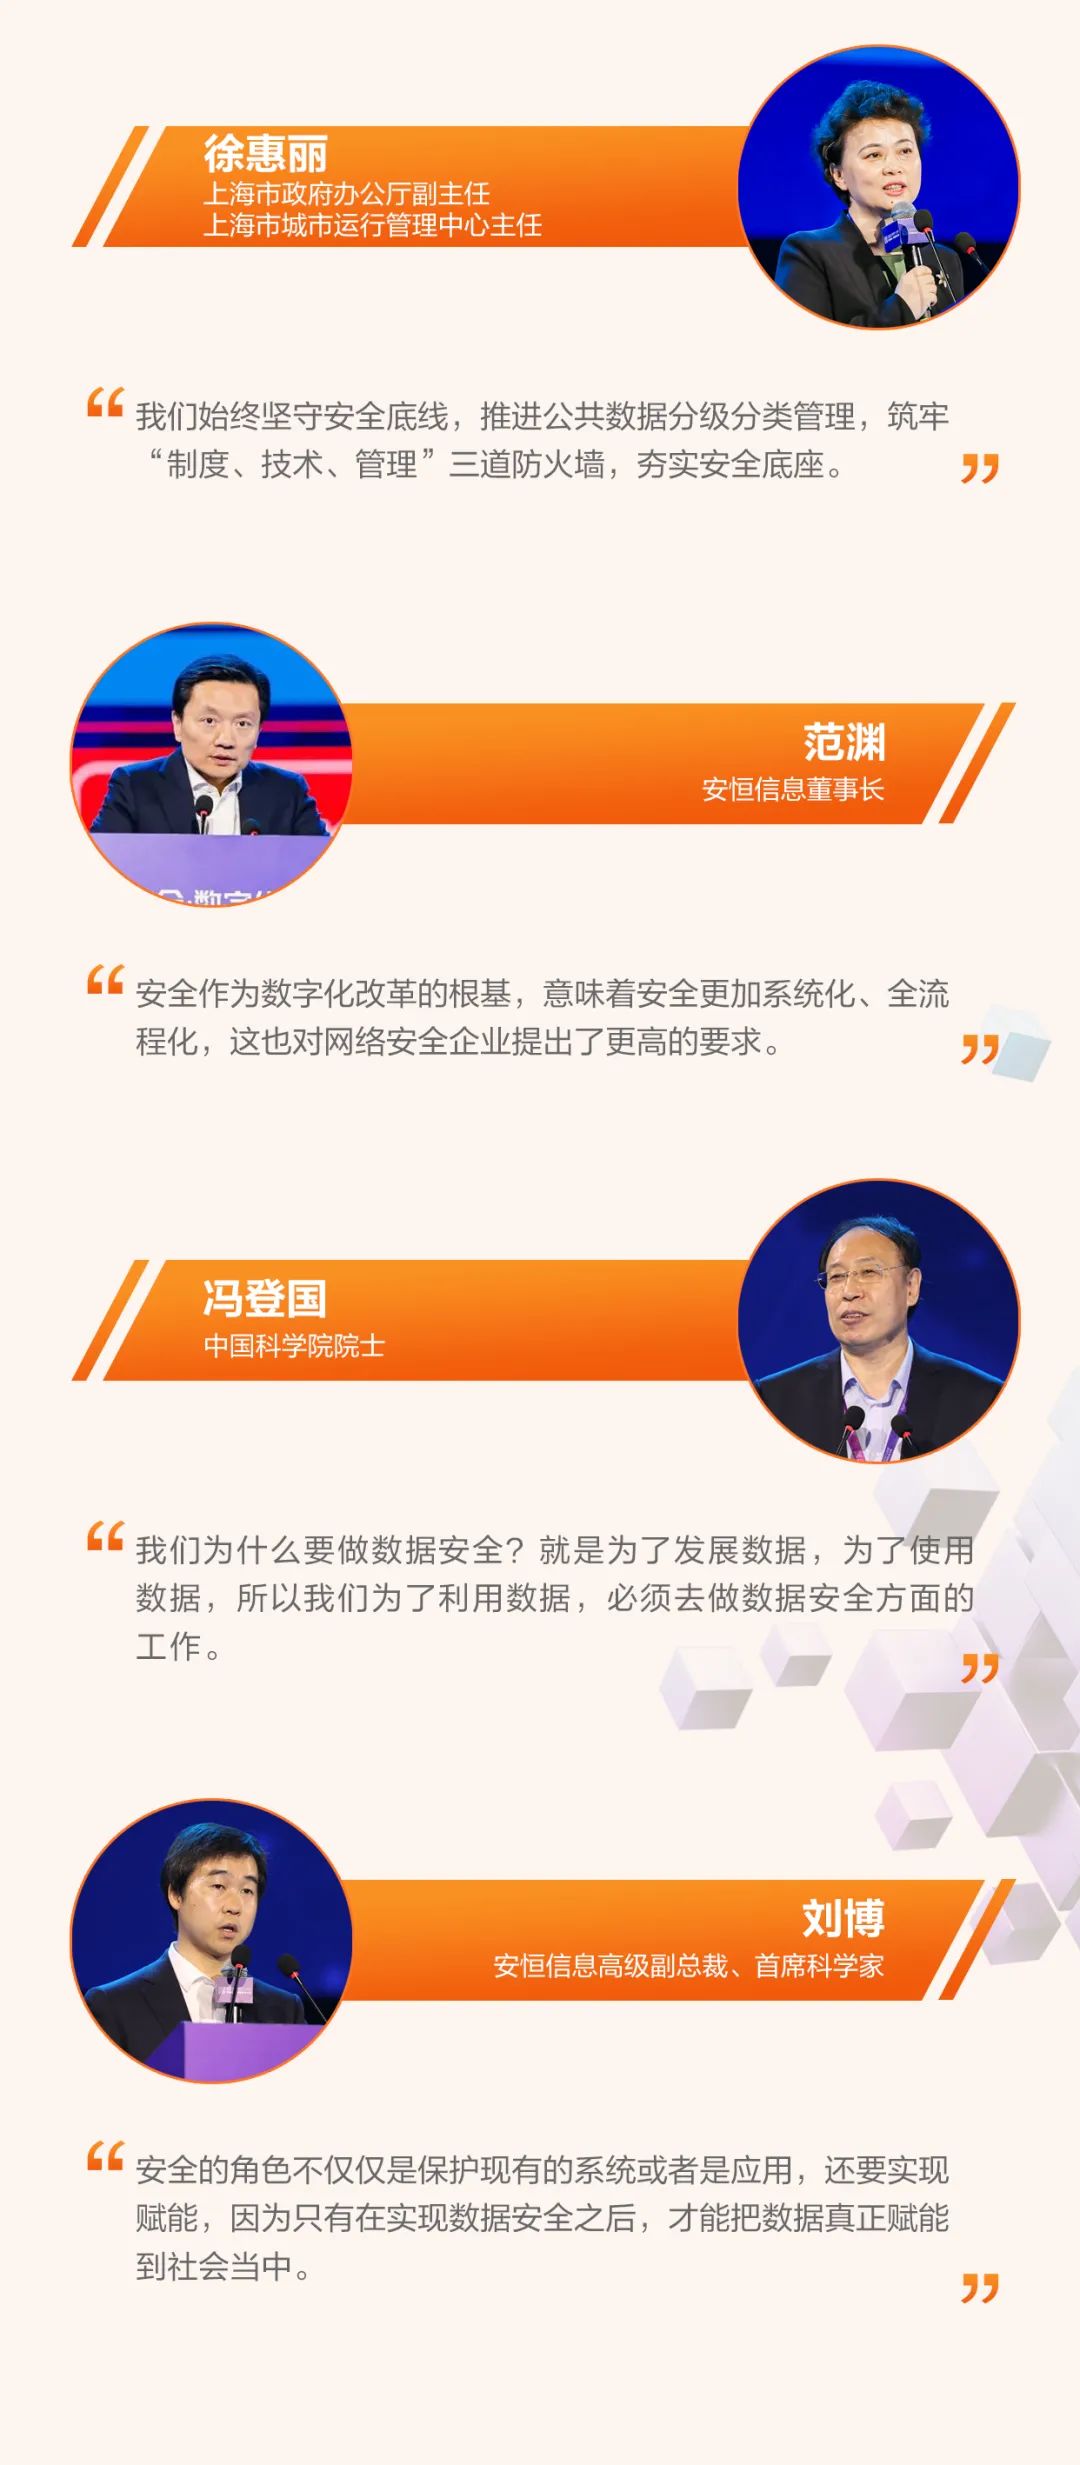 徐惠丽
上海市政府办公厅副主任
上海市城市运行管理中心主任
“我们始终坚守安全底线，推进公共数据分级分类管理，筑牢
“制度、技术、管理”三道防火墙，夯实安全底座。”
范渊
安恒信息董事长
“安全作为数字化改革的根基，意味着安全更加系统化、全流
程化，这也对网络安全企业提出了更高的要求。”
冯登国
中国科学院院士
“我们为什么要做数据安全？就是为了发展数据，为了使用
数据，所以我们为了利用数据，必须去做数据安全方面的
工作。”
刘博
安恒信息高级副总裁、首席科学家
“安全的角色不仅仅是保护现有的系统或者是应用，还要实现
赋能，因为只有在实现数据安全之后，才能把数据真正赋能
到社会当中。”